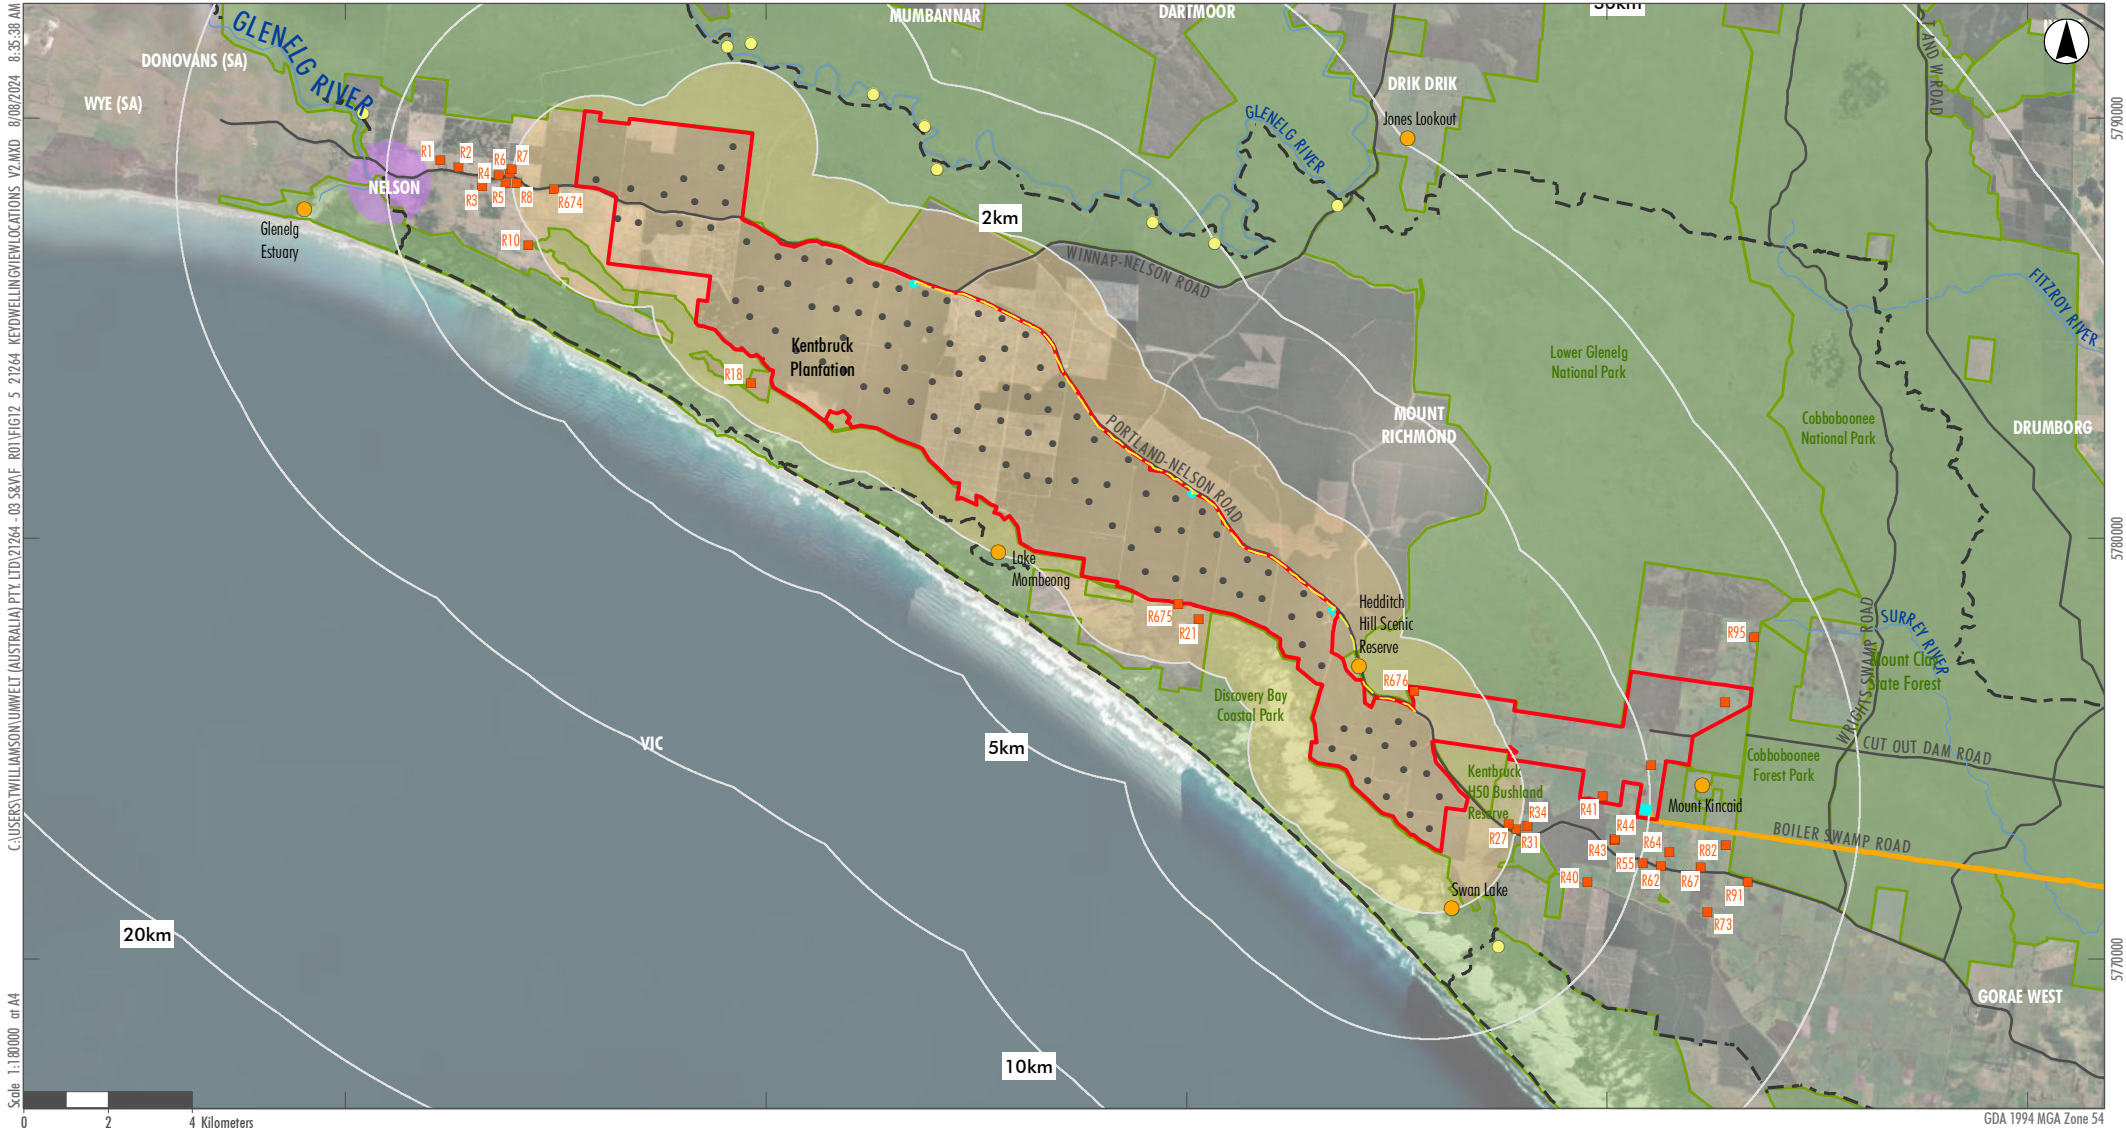 MUMBANNAR
DARTMOOR
30km
GLENELG RIVER
DONOVANS (SA)
WYE (SA)
DRIK DRIK
Jones Lookout
GLENELG RIVER
5790000
R1
R2
R6
R7
R4
R3
R5
R8
R674
NELSON
R10
Glenelg
Estuary
2km
WINNAP-NELSON ROAD
FITZROY RIVER
Kentbruck
Plantation
R18
Lower Glenelg
National Park
MOUNT
RICHMOND
Cobboboonee
National Park
DRUMBORG
PORTLAND-NELSON ROAD
5780000
Lake
Mombeong
R675
R21
Hedditch
Hill Scenic
Reserve
R676
R95
SURREY RIVER
Mount Clay
State Forest
WRIGHTS SWAMP ROAD
Discovery Bay
Coastal Park
VIC
5km
CUT OUT DAM ROAD
Cobboboonee
Forest Park
Kentbruck
H50 Bushland
Reserve
Mount Kincaid
R41
R34
R27
R31
R44
R43
R64
R82
R55
R62
R67
R40
R91
R73
BOILER SWAMP ROAD
Swan Lake
20km
5770000
GORAE WEST
10km
0 2 4 Kilometers
Scale 1:180000 at A4
GDA 1994 MGA Zone 54